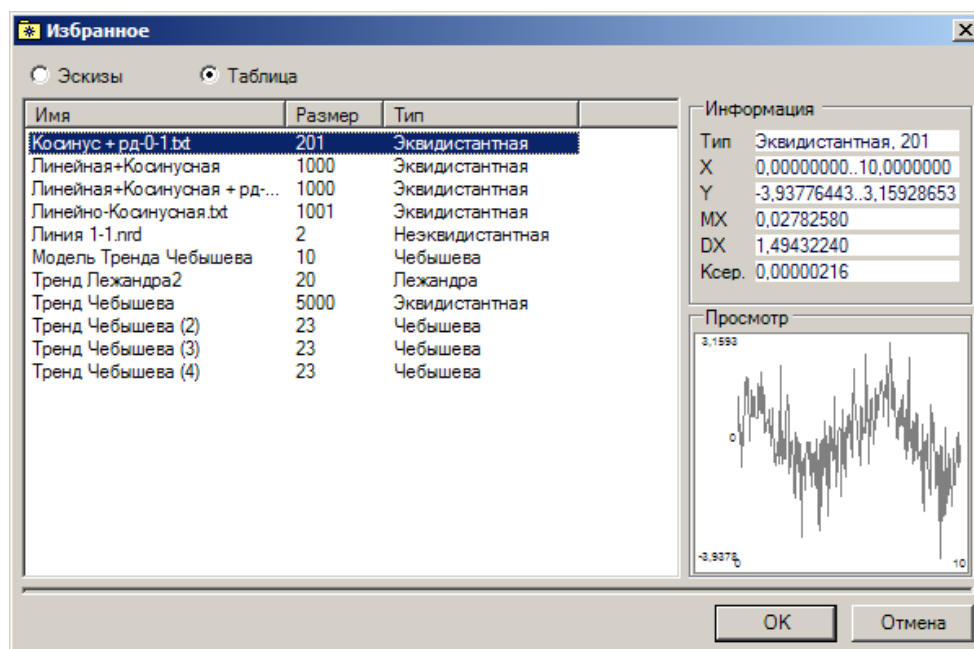 Избранное
Эскизы Таблица
Имя Размер Тип
Косинус + рд-0-1.txt 201 Эквидистантная
Линейная+Косинусная 1000 Эквидистантная
Линейная+Косинусная + рд-... 1000 Эквидистантная
Линейно-Косинусная.txt 1001 Эквидистантная
Линия 1-1.nrd 2 Неэквидистантная
Модель Тренда Чебышева 10 Чебышева
Тренд Лежандра2 20 Лежандра
Тренд Чебышева 5000 Эквидистантная
Тренд Чебышева (2) 23 Чебышева
Тренд Чебышева (3) 23 Чебышева
Тренд Чебышева (4) 23 Чебышева
Информация
Тип Эквидистантная, 201
X 0,00000000..10,0000000
Y -3,93776443..3,15928653
MX 0,02782580
DX 1,49432240
Ксер. 0,00000216
Просмотр
3,1593
0
-3,9378
0 10
OK Отмена